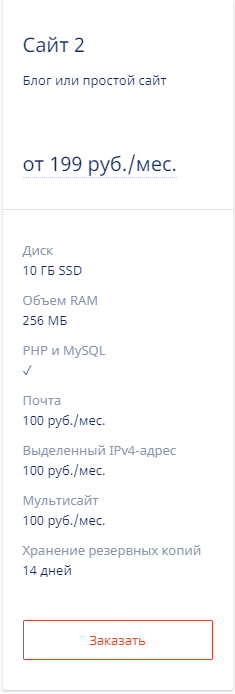 Сайт 2
Блог или простой сайт
от 199 руб./мес.
Диск
10 ГБ SSD
Объем RAM
256 МБ
PHP и MySQL
✓
Почта
100 руб./мес.
Выделенный IPv4-адрес
100 руб./мес.
Мультисайт
100 руб./мес.
Хранение резервных копий
14 дней
Заказать